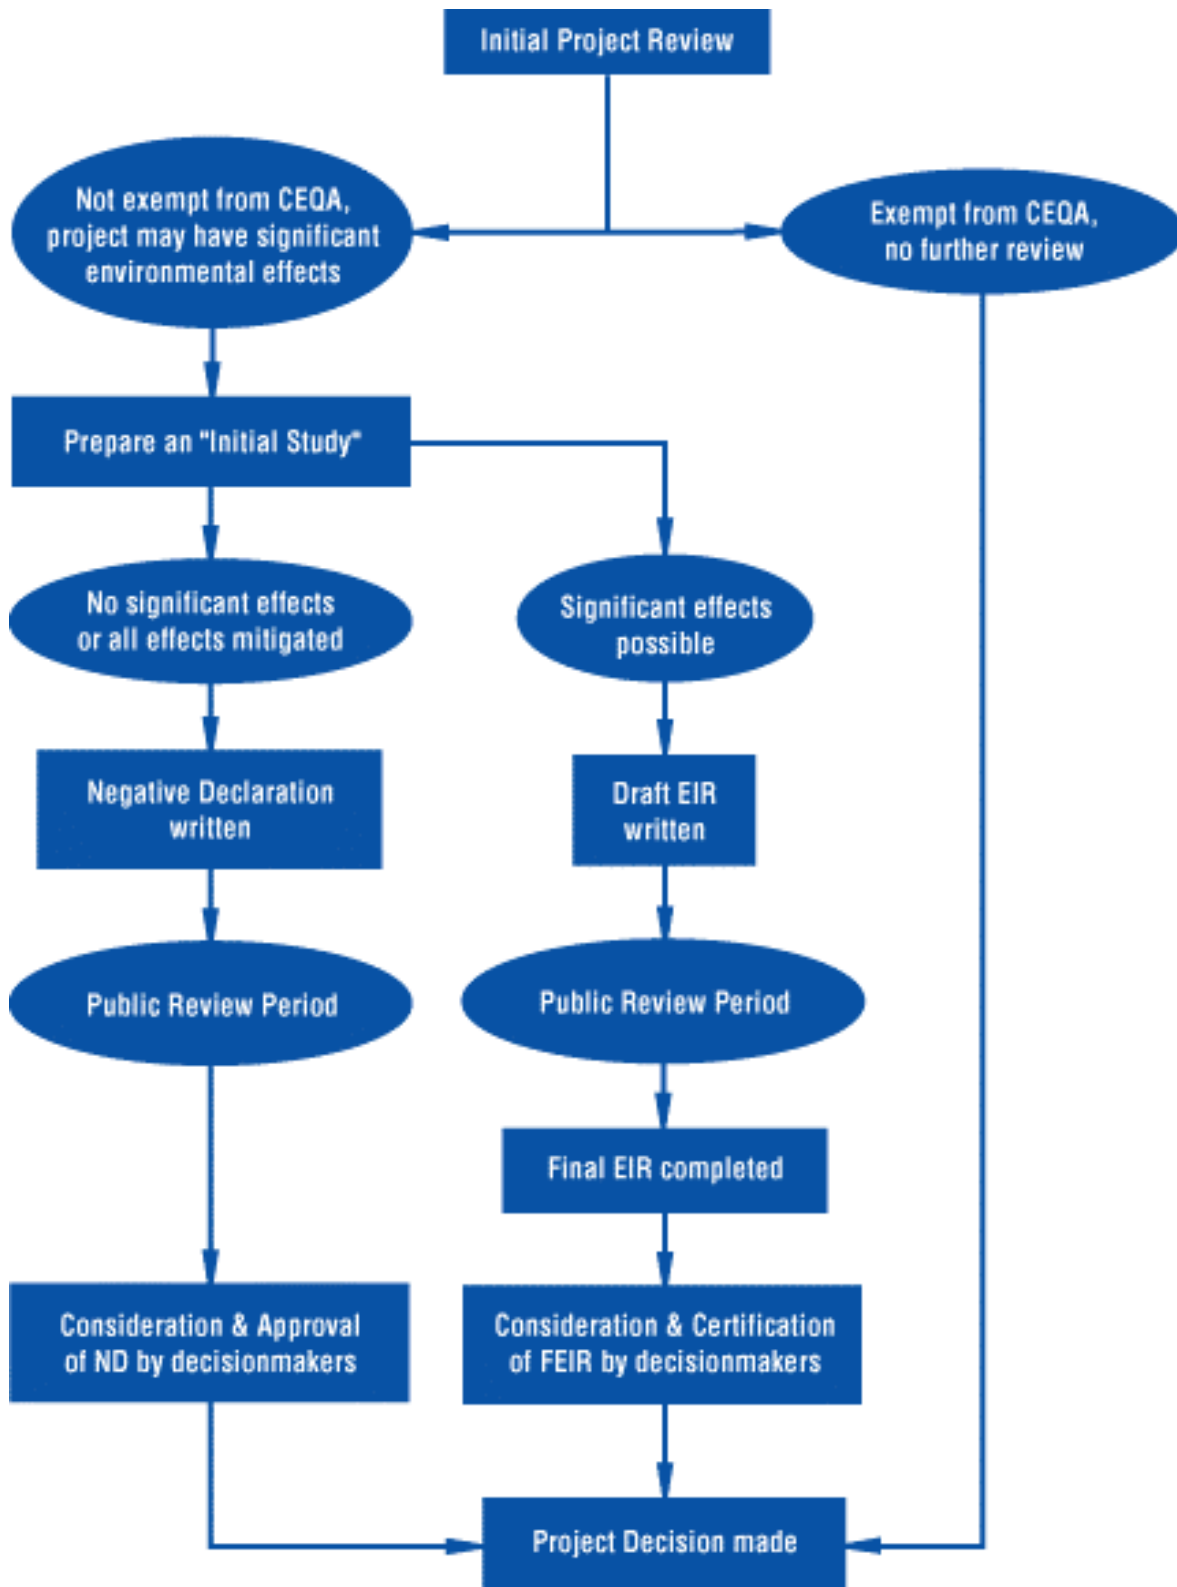 Initial Project Review
Not exempt from CEQA,
project may have significant
environmental effects
Exempt from CEQA,
no further review
Prepare an "Initial Study"
No significant effects
or all effects mitigated
Significant effects
possible
Negative Declaration
written
Draft EIR
written
Public Review Period
Public Review Period
Final EIR completed
Consideration & Approval
of ND by decisionmakers
Consideration & Certification
of FEIR by decisionmakers
Project Decision made